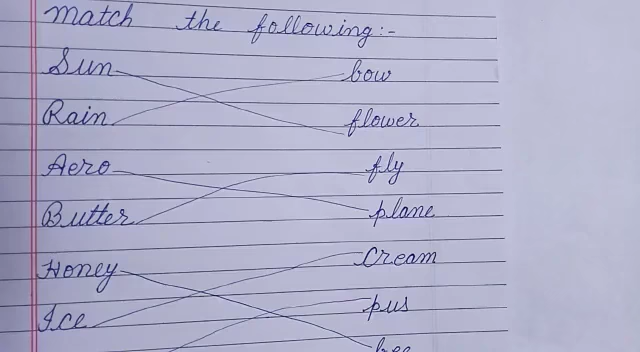 Match the following:-
Sun bow
Rain flower
Aero fly
Butter plane
Honey cream
Ice pus